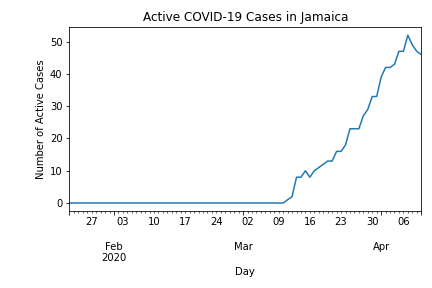 Active COVID-19 Cases in Jamaica
50
40
30
20
10
0
Number of Active Cases
27 03 10 17 24 02 09 16 23 30 06
Feb Mar Apr
2020
Day